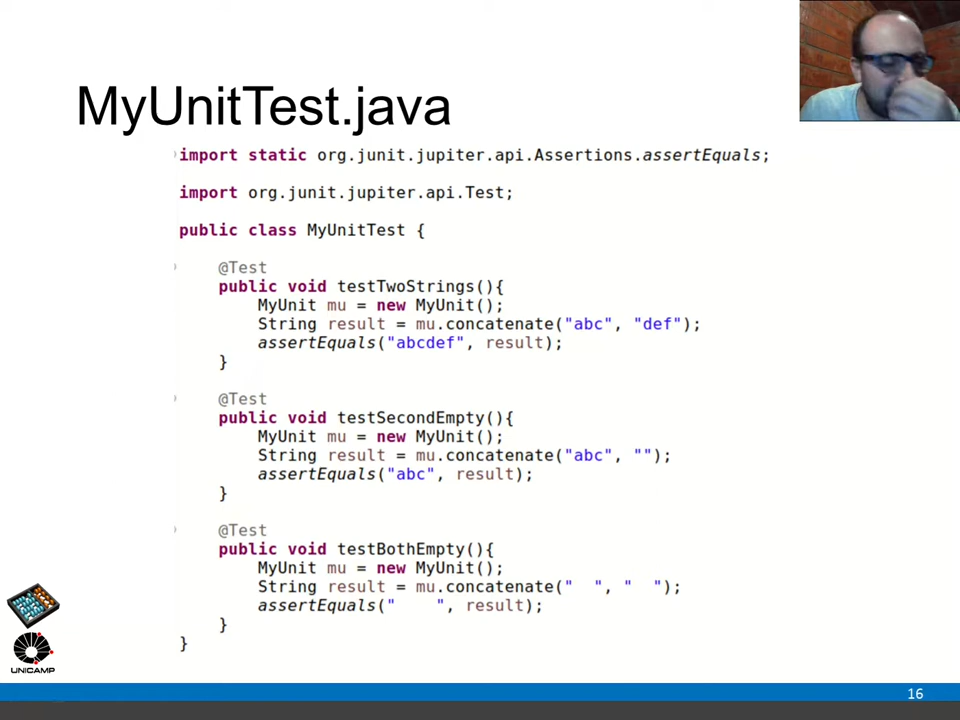 MyUnitTest.java
import static org.junit.jupiter.api.Assertions.assertEquals;
import org.junit.jupiter.api.Test;
public class MyUnitTest {
@Test
public void testTwoStrings(){
MyUnit mu = new MyUnit();
String result = mu.concatenate("abc", "def");
assertEquals("abcdef", result);
}
@Test
public void testSecondEmpty(){
MyUnit mu = new MyUnit();
String result = mu.concatenate("abc", "");
assertEquals("abc", result);
}
@Test
public void testBothEmpty(){
MyUnit mu = new MyUnit();
String result = mu.concatenate("  ", "  ");
assertEquals("    ", result);
}
}
UNICAMP
16